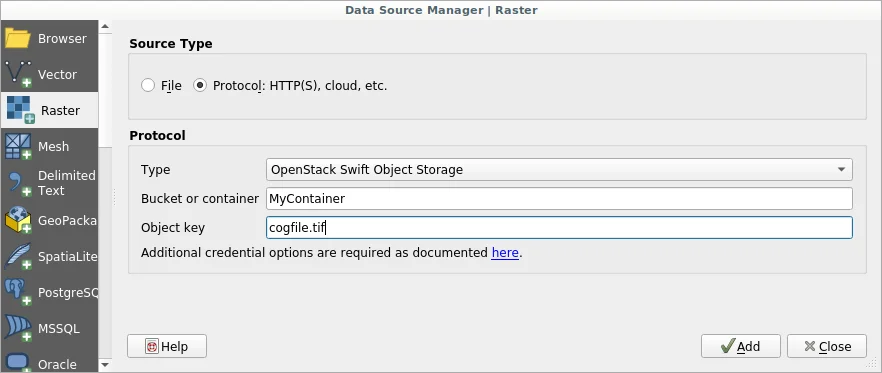 Data Source Manager | Raster
Browser
Vector
Raster
Mesh
Delimited
Text
GeoPacka
SpatiaLite
PostgreSQ
MSSQL
Oracle
Source Type
File
Protocol: HTTP(S), cloud, etc.
Protocol
Type
OpenStack Swift Object Storage
Bucket or container
MyContainer
Object key
cogfile.tif
Additional credential options are required as documented here.
Help
Add
Close